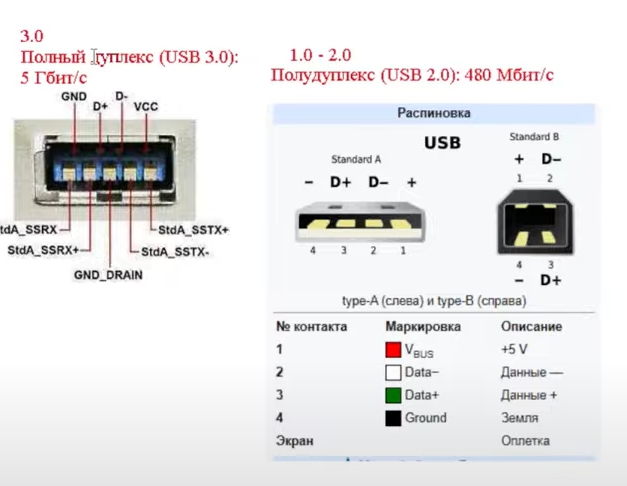 3.0
Полный дуплекс (USB 3.0):
5 Гбит/с
GND
D+
D-
VCC
StdA_SSRX-
StdA_SSRX+
GND_DRAIN
StdA_SSTX-
StdA_SSTX+
1.0 - 2.0
Полудуплекс (USB 2.0): 480 Мбит/с
Распиновка
USB
Standard A
− D+ D− +
4 3 2 1
Standard B
+ D−
1 2
4 3
− D+
type-A (слева) и type-B (справа)
№ контакта Маркировка Описание
1 VBUS +5 V
2 Data− Данные —
3 Data+ Данные +
4 Ground Земля
Экран Оплетка